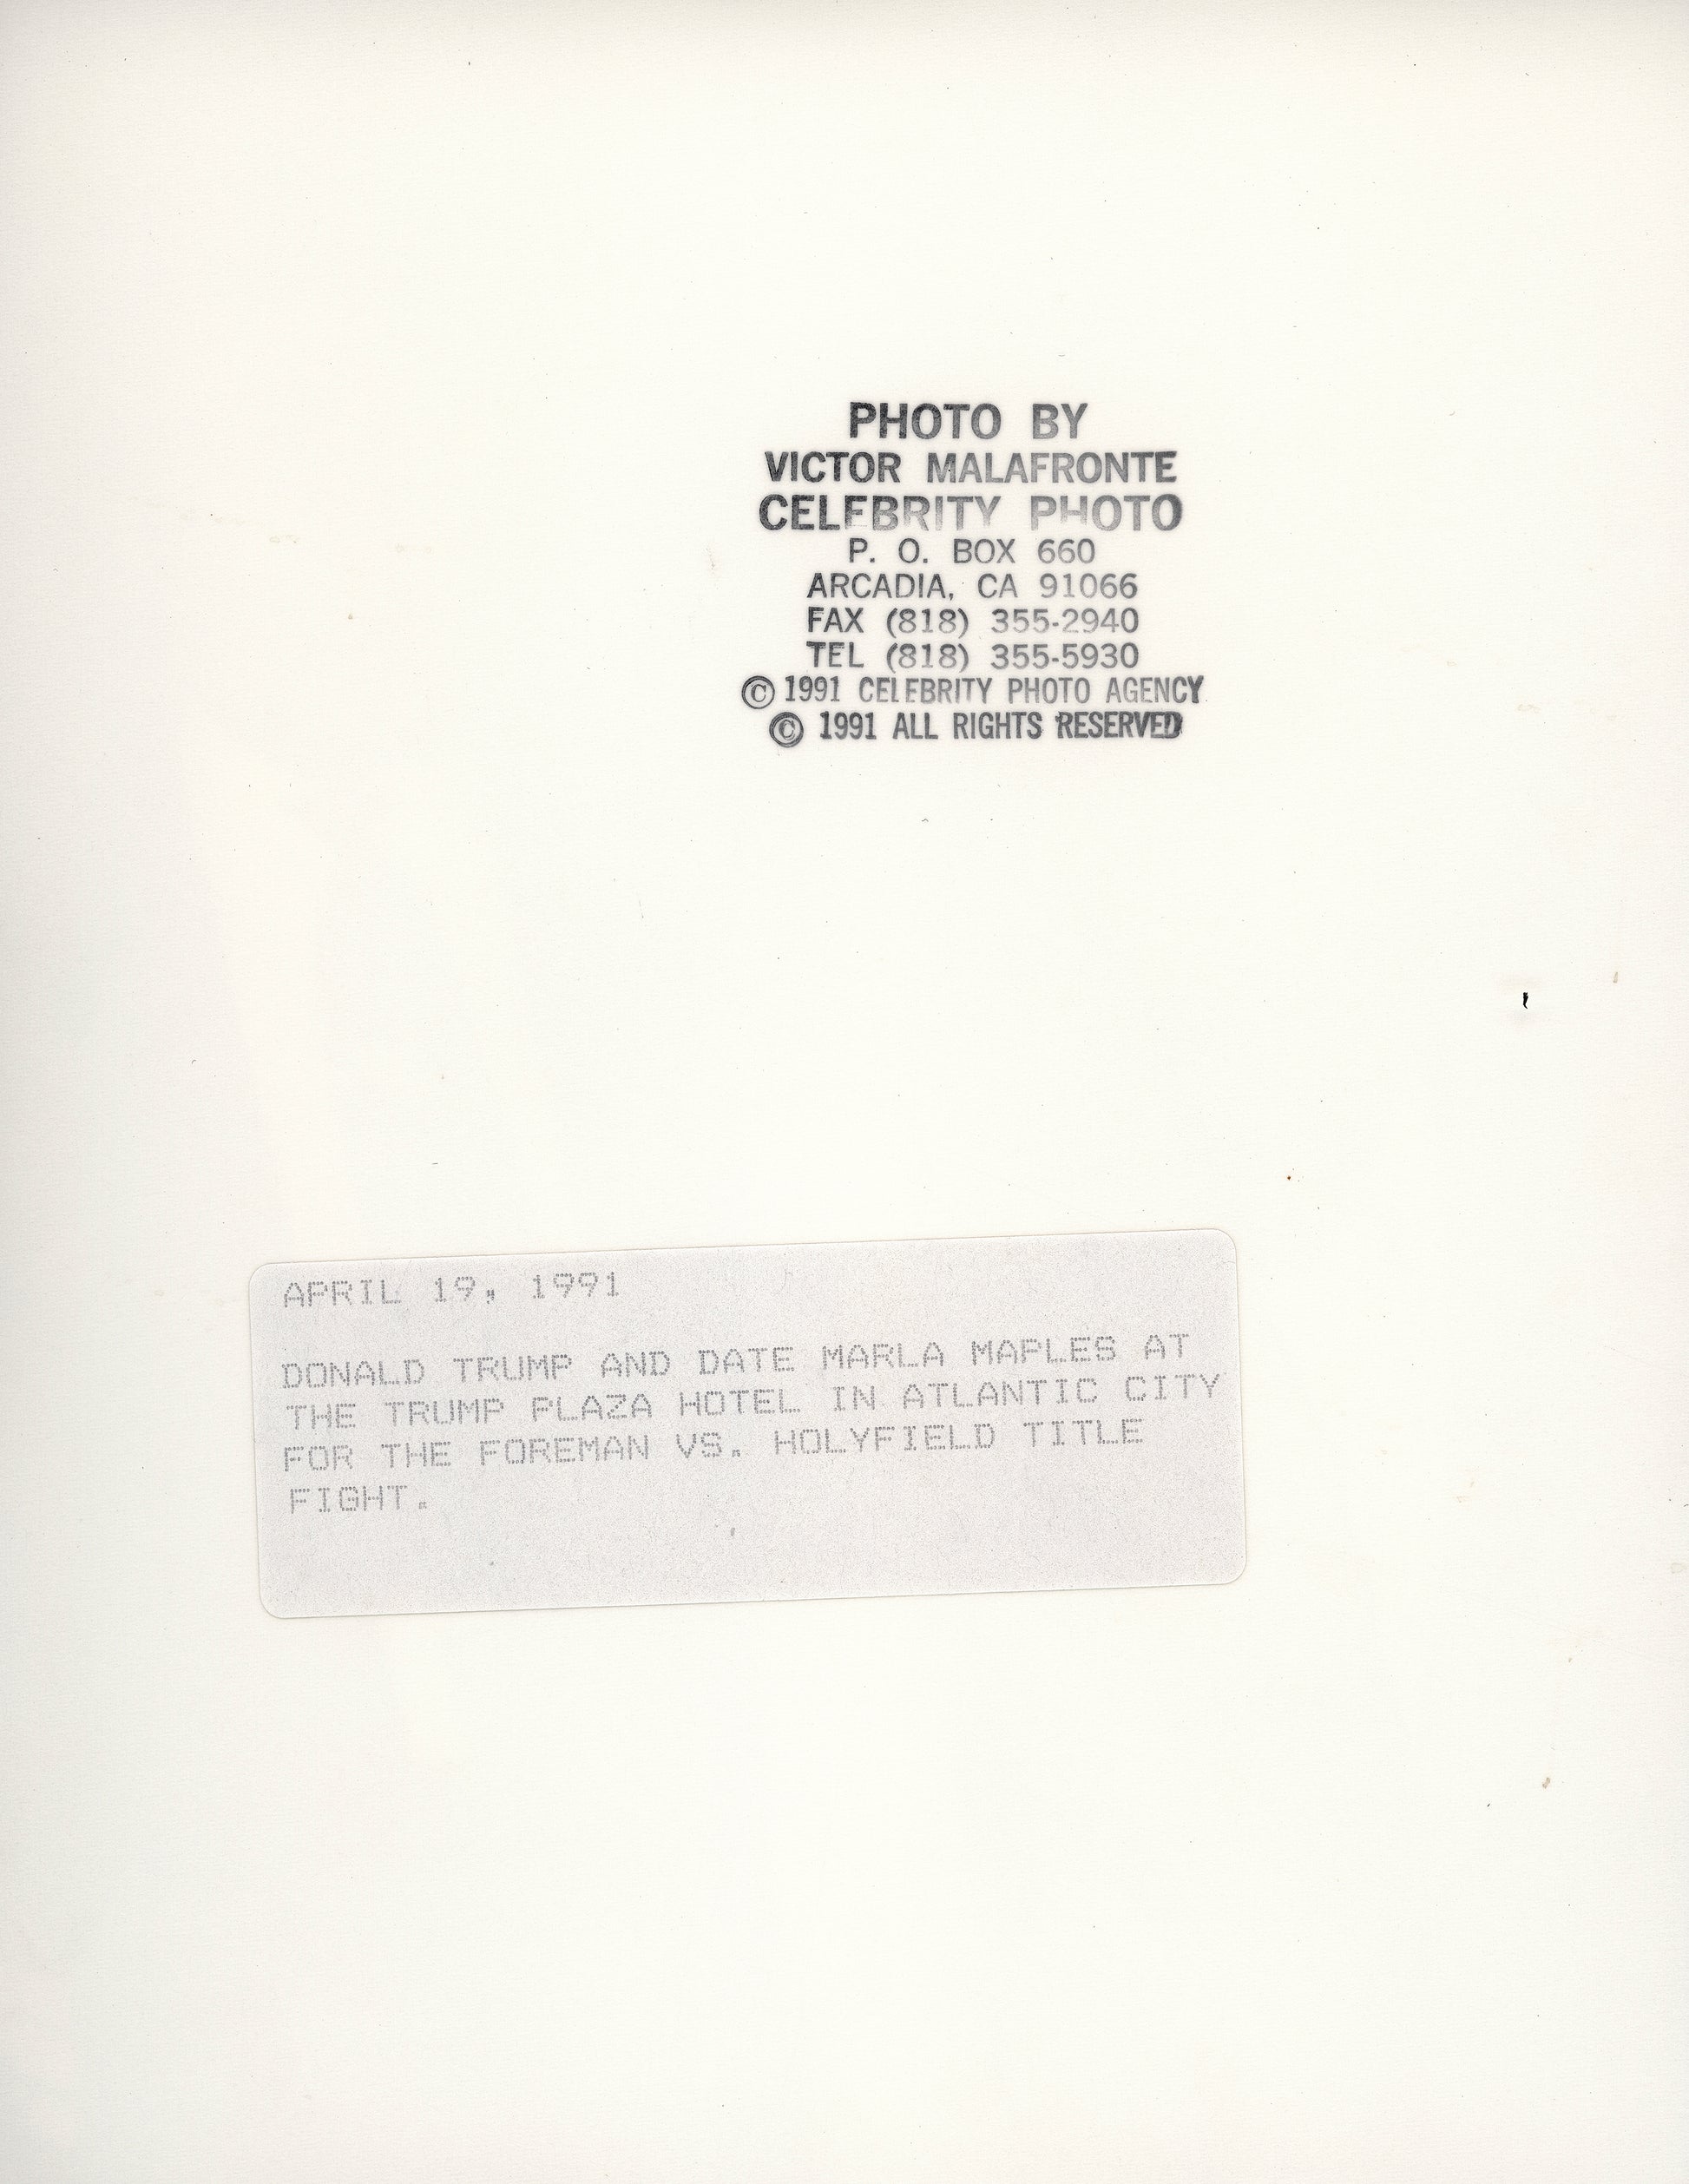 PHOTO BY
VICTOR MALAFRONTE
CELEBRITY PHOTO
P. O. BOX 660
ARCADIA, CA 91066
FAX (818) 355-2940
TEL (818) 355-5930
© 1991 CELEBRITY PHOTO AGENCY
© 1991 ALL RIGHTS RESERVED
APRIL 19, 1991
DONALD TRUMP AND DATE MARLA MAPLES AT
THE TRUMP PLAZA HOTEL IN ATLANTIC CITY
FOR THE FOREMAN VS. HOLYFIELD TITLE
FIGHT.